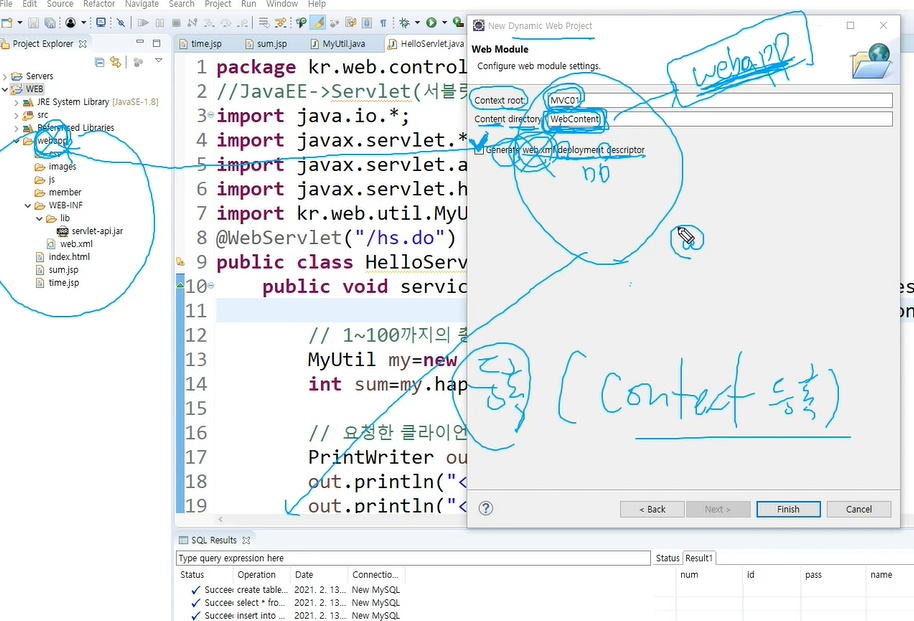 File Edit Source Refactor Navigate Search Project Run Window Help
Project Explorer
Servers
WEB
JRE System Library [JavaSE-1.8]
src
Referenced Libraries
webapp
images
js
member
WEB-INF
lib
servlet-api.jar
web.xml
index.html
sum.jsp
time.jsp
time.jsp sum.jsp MyUtil.java HelloServlet.java
1 package kr.web.control
2 //JavaEE->Servlet(서블릿
3 import java.io.*;
4 import javax.servlet.*
5 import javax.servlet.a
6 import javax.servlet.h
7 import kr.web.util.MyU
8 @WebServlet("/hs.do")
9 public class HelloServ
10 public void servic
11
12 // 1~100까지의 총
13 MyUtil my=new
14 int sum=my.hap
15
16 // 요청한 클라이언
17 PrintWriter ou
18 out.println("<
19 out.println("<
New Dynamic Web Project
Web Module
Configure web module settings.
Context root: MVC01
Content directory: WebContent
Generate web.xml deployment descriptor
webapp
DD
@
등록 (Context 등록)
< Back Next > Finish Cancel
SQL Results
Type query expression here
Status Operation Date Connectio...
Succee create table... 2021. 2. 13... New MySQL
Succee select * fro... 2021. 2. 13... New MySQL
Succee insert into ... 2021. 2. 13... New MySQL
Status Result1
num id pass name